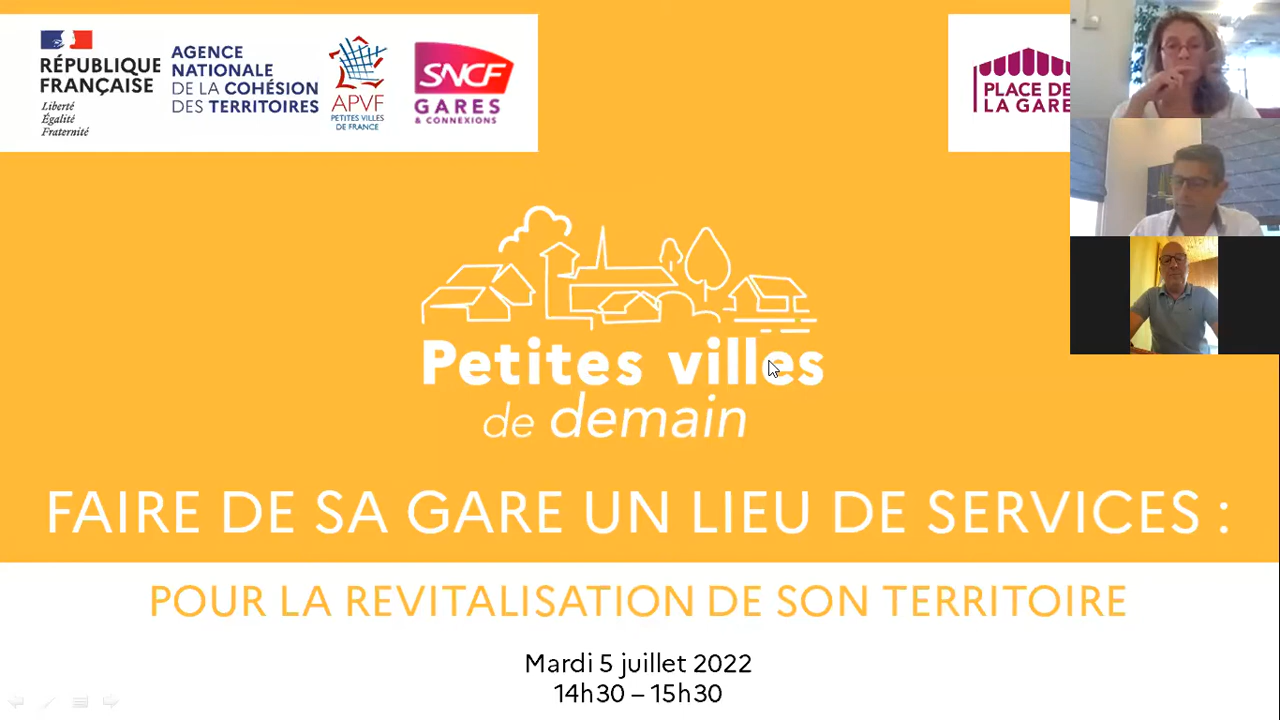 RÉPUBLIQUE
FRANÇAISE
Liberté
Égalité
Fraternité
AGENCE
NATIONALE
DE LA COHÉSION
DES TERRITOIRES
APVF
PETITES VILLES
DE FRANCE
SNCF
GARES
& CONNEXIONS
PLACE DE
LA GARE
Petites villes
de demain
FAIRE DE SA GARE UN LIEU DE SERVICES :
POUR LA REVITALISATION DE SON TERRITOIRE
Mardi 5 juillet 2022
14h30 – 15h30